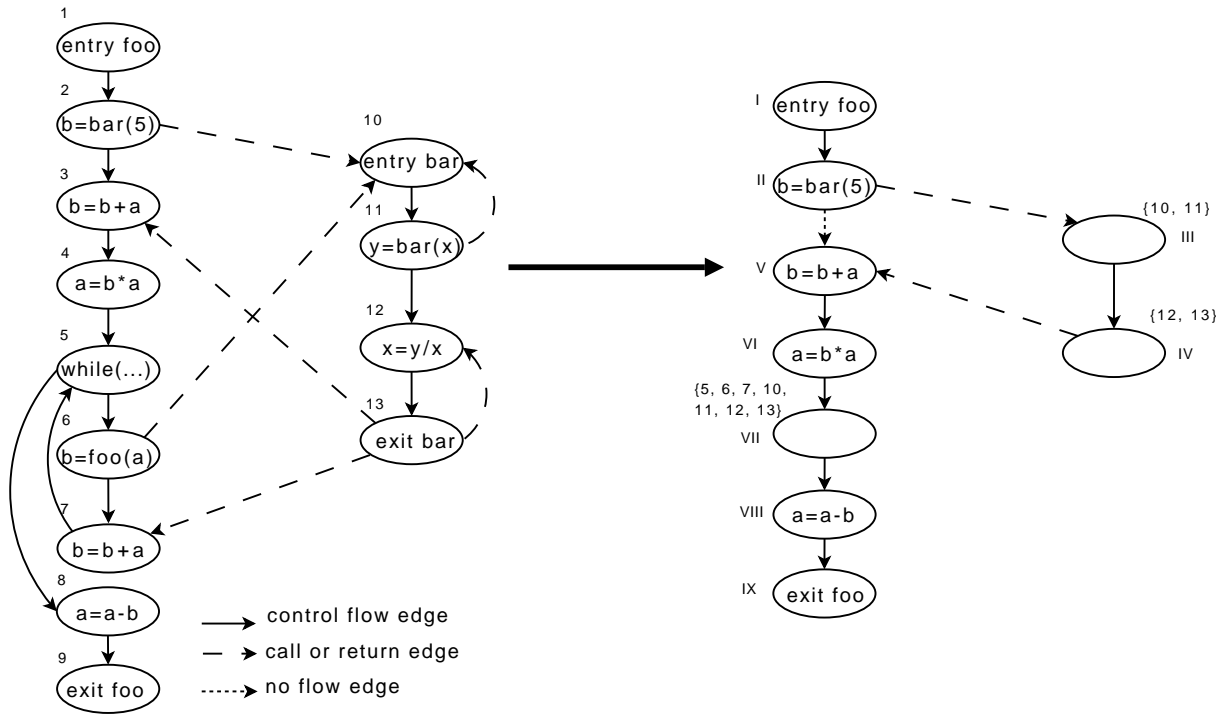 1
entry foo
2
b=bar(5)
3
b=b+a
4
a=b*a
5
while(...)
6
b=foo(a)
7
b=b+a
8
a=a-b
9
exit foo
10
entry bar
11
y=bar(x)
12
x=y/x
13
exit bar
control flow edge
call or return edge
no flow edge
I
entry foo
II
b=bar(5)
{10, 11}
III
V
b=b+a
{12, 13}
IV
VI
a=b*a
{5, 6, 7, 10,
11, 12, 13}
VII
VIII
a=a-b
IX
exit foo